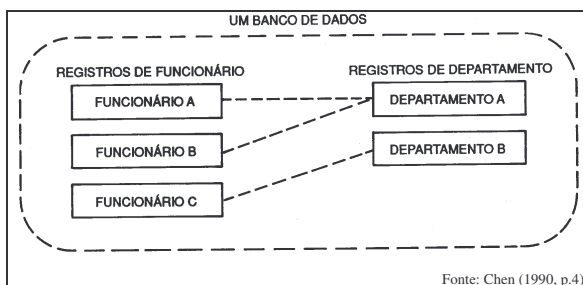 UM BANCO DE DADOS
REGISTROS DE FUNCIONÁRIO
REGISTROS DE DEPARTAMENTO
FUNCIONÁRIO A
DEPARTAMENTO A
FUNCIONÁRIO B
DEPARTAMENTO B
FUNCIONÁRIO C
Fonte: Chen (1990, p.4)